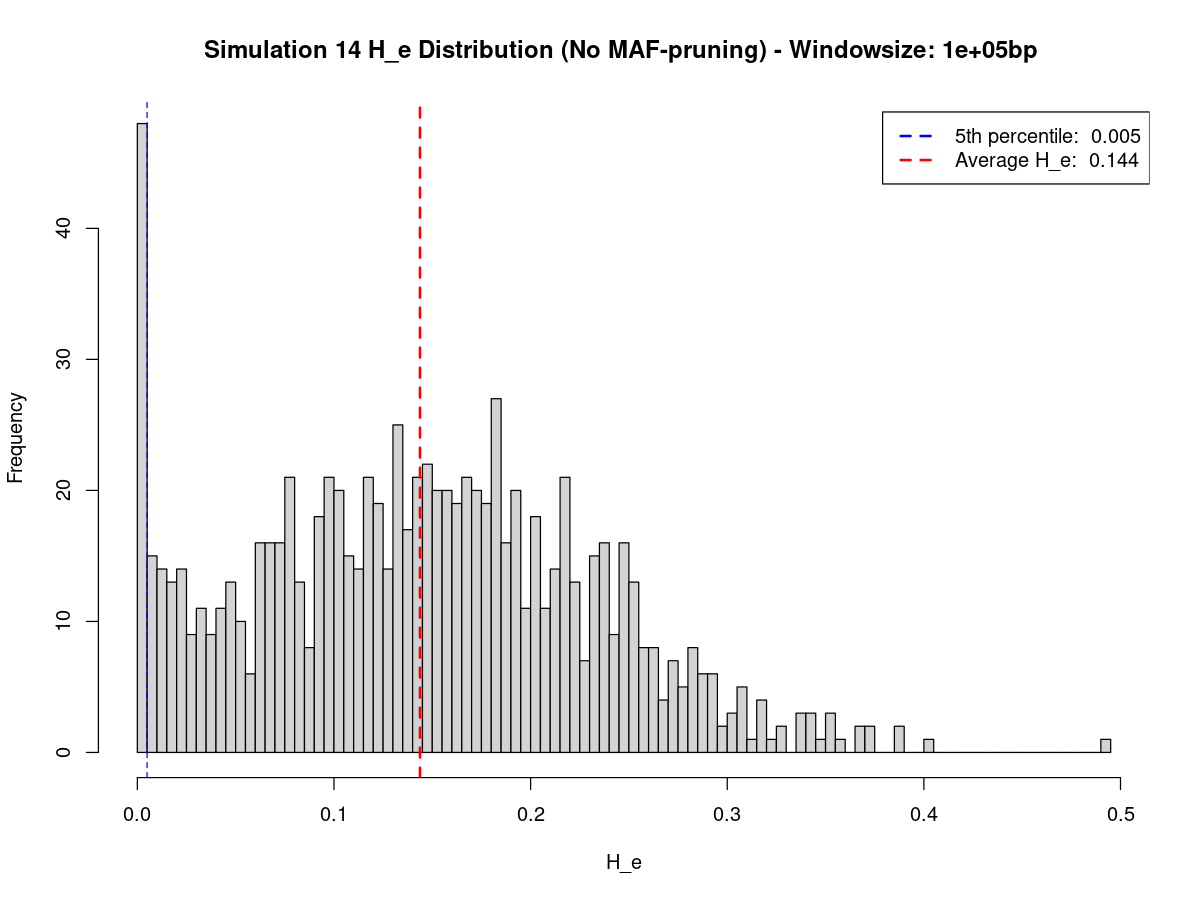 Simulation 14 H_e Distribution (No MAF-pruning) - Windowsize: 1e+05bp
5th percentile: 0.005
Average H_e: 0.144
Frequency
40
30
20
10
0
0.0 0.1 0.2 0.3 0.4 0.5
H_e